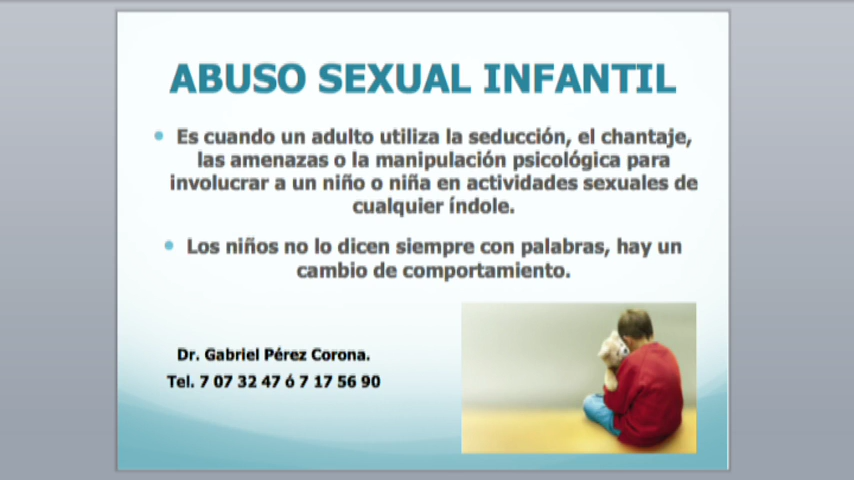 ABUSO SEXUAL INFANTIL
Es cuando un adulto utiliza la seducción, el chantaje,
las amenazas o la manipulación psicológica para
involucrar a un niño o niña en actividades sexuales de
cualquier índole.
Los niños no lo dicen siempre con palabras, hay un
cambio de comportamiento.
Dr. Gabriel Pérez Corona.
Tel. 7 07 32 47 ó 7 17 56 90